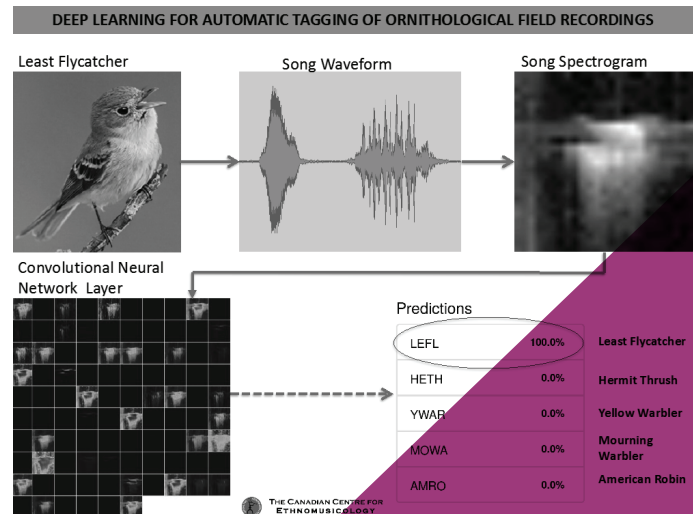 DEEP LEARNING FOR AUTOMATIC TAGGING OF ORNITHOLOGICAL FIELD RECORDINGS
Least Flycatcher
Song Waveform
Song Spectrogram
Convolutional Neural
Network Layer
Predictions
LEFL 100.0% Least Flycatcher
HETH 0.0% Hermit Thrush
YWAR 0.0% Yellow Warbler
MOWA 0.0% Mourning
Warbler
AMRO 0.0% American Robin
THE CANADIAN CENTRE FOR
ETHNOMUSICOLOGY